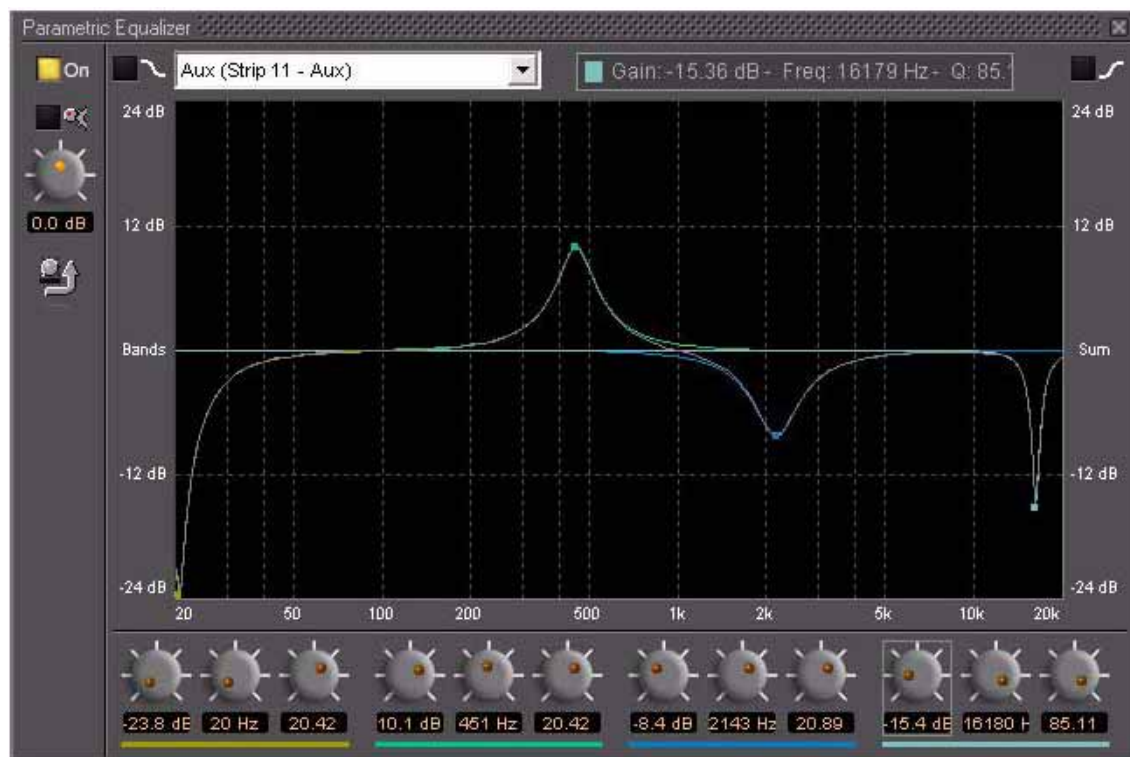 Parametric Equalizer
On
Aux (Strip 11 - Aux)
Gain: -15.36 dB - Freq: 16179 Hz - Q: 85.
24 dB
24 dB
0.0 dB
12 dB
12 dB
Bands
Sum
-12 dB
-12 dB
-24 dB
-24 dB
20 50 100 200 500 1k 2k 5k 10k 20k
-23.8 dB 20 Hz 20.42 10.1 dB 451 Hz 20.42 -8.4 dB 2143 Hz 20.89 -15.4 dB 16180 H 85.11